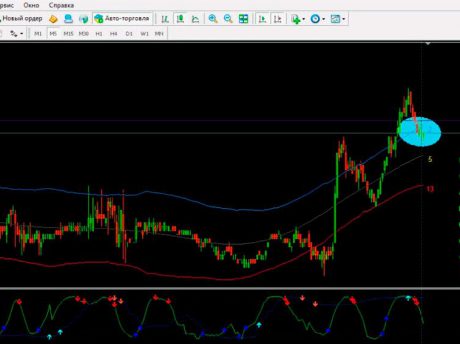 рвис Окно Справка
Новый ордер Авто-торговля
M1 M5 M15 M30 H1 H4 D1 W1 MN
5
13